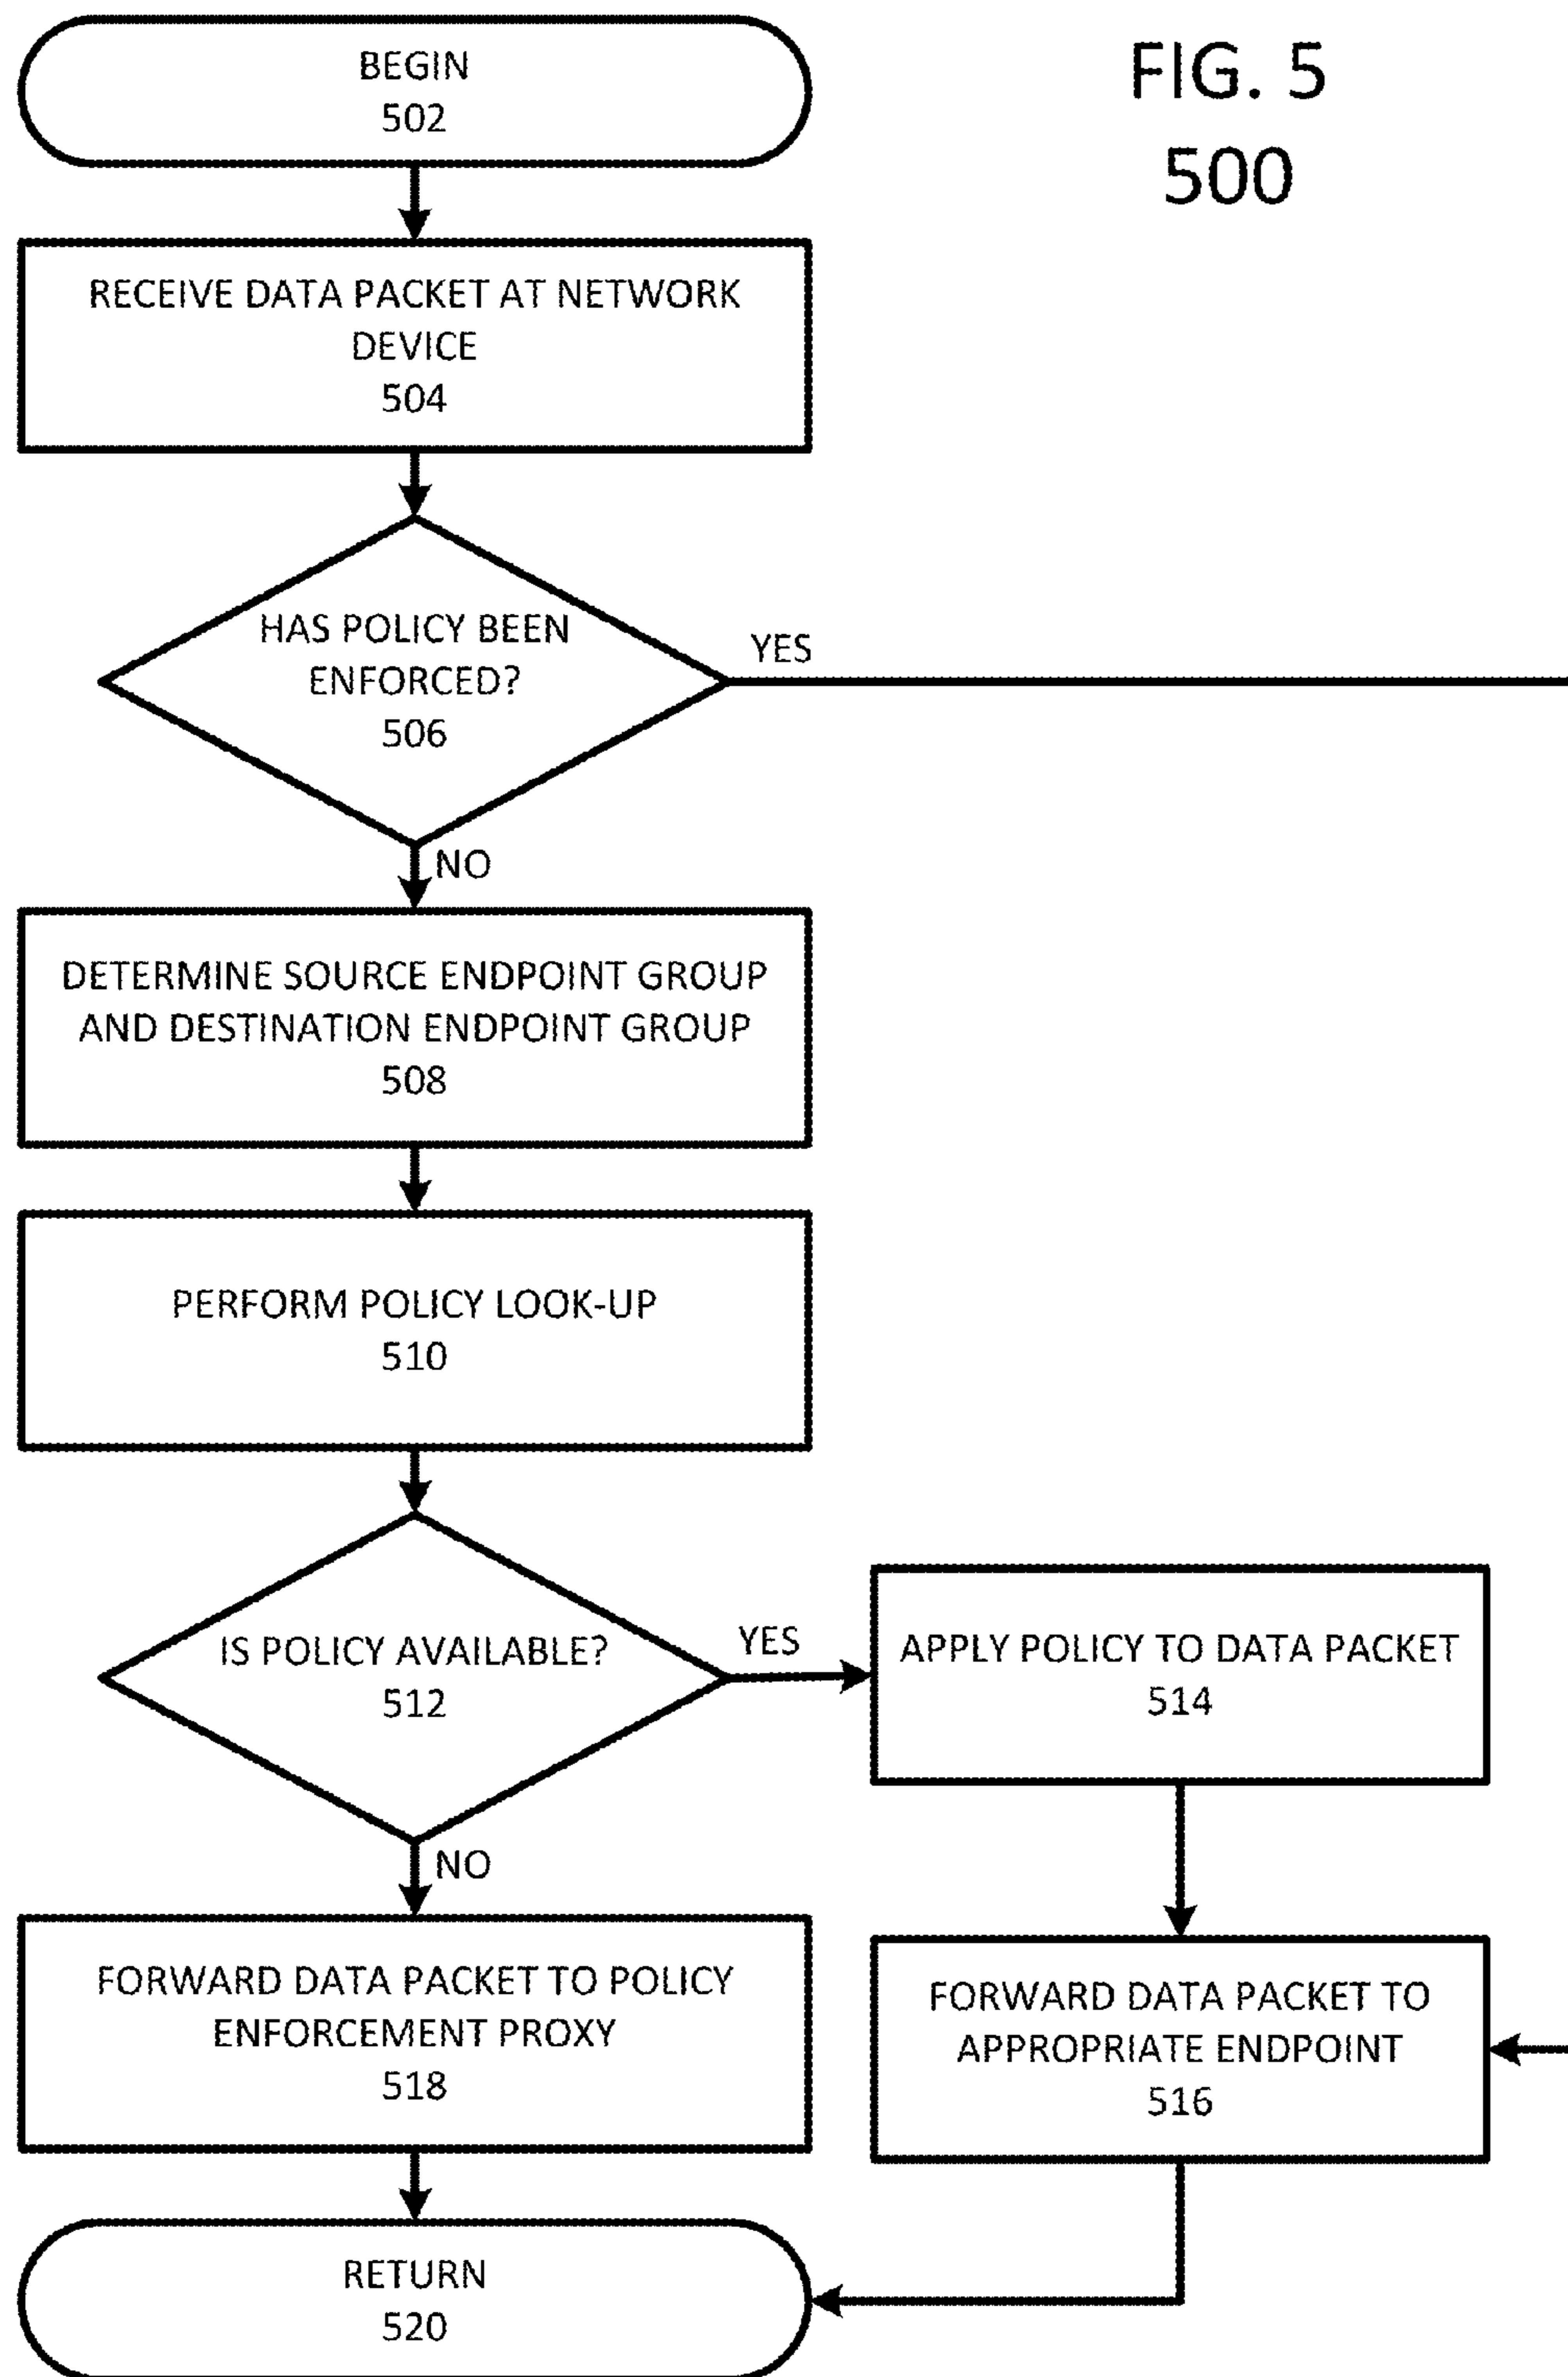 FIG. 5
500
BEGIN
502
RECEIVE DATA PACKET AT NETWORK
DEVICE
504
HAS POLICY BEEN
ENFORCED?
506
YES
NO
DETERMINE SOURCE ENDPOINT GROUP
AND DESTINATION ENDPOINT GROUP
508
PERFORM POLICY LOOK-UP
510
IS POLICY AVAILABLE?
512
YES
APPLY POLICY TO DATA PACKET
514
NO
FORWARD DATA PACKET TO POLICY
ENFORCEMENT PROXY
518
FORWARD DATA PACKET TO
APPROPRIATE ENDPOINT
516
RETURN
520